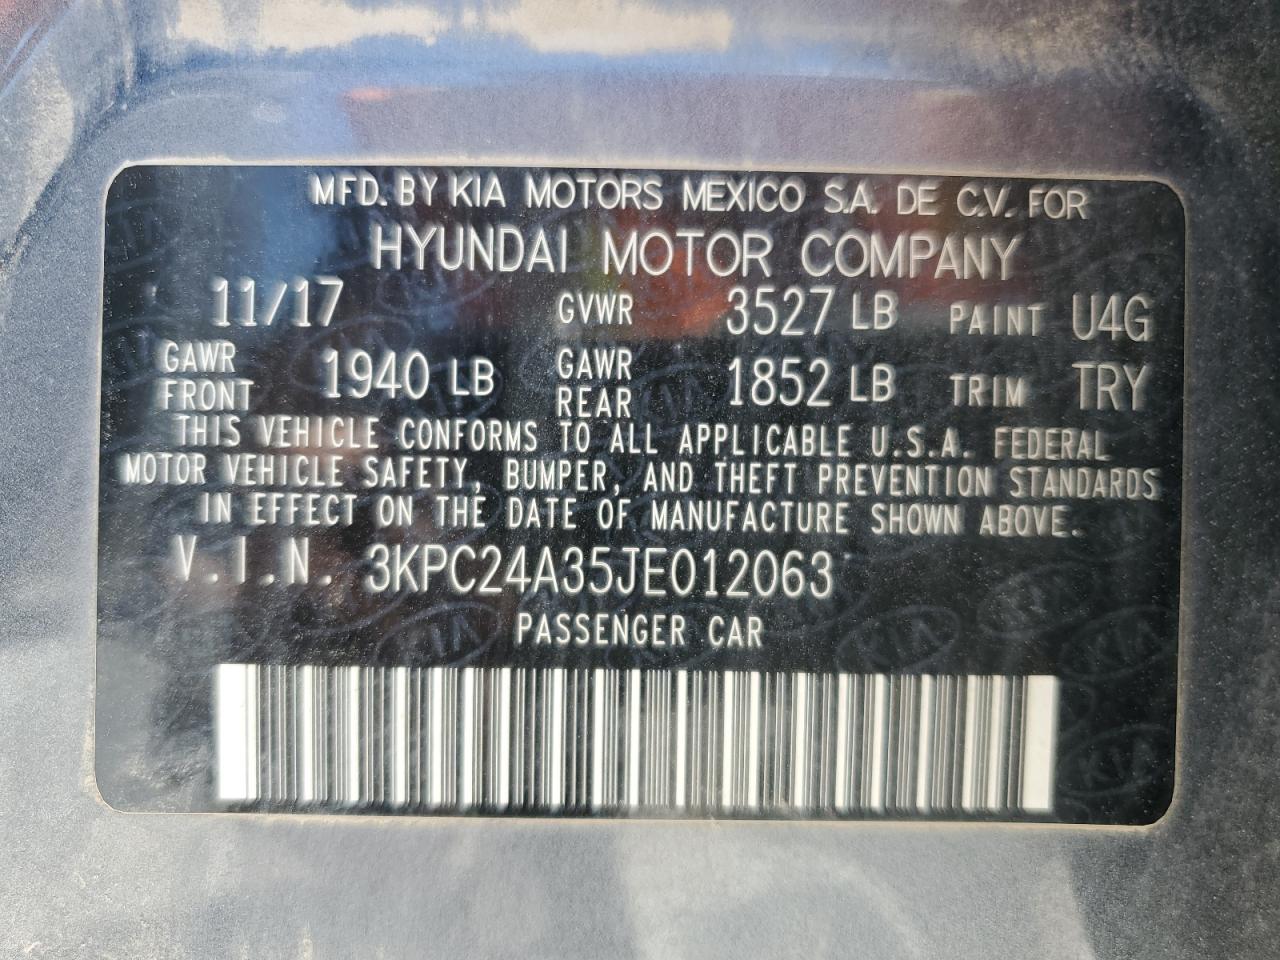 MFD. BY KIA MOTORS MEXICO S.A. DE C.V. FOR
HYUNDAI MOTOR COMPANY
11/17 GVWR 3527 LB PAINT U4G
GAWR FRONT 1940 LB GAWR REAR 1852 LB TRIM TRY
THIS VEHICLE CONFORMS TO ALL APPLICABLE U.S.A. FEDERAL
MOTOR VEHICLE SAFETY, BUMPER, AND THEFT PREVENTION STANDARDS
IN EFFECT ON THE DATE OF MANUFACTURE SHOWN ABOVE.
V.I.N. 3KPC24A35JE012063
PASSENGER CAR